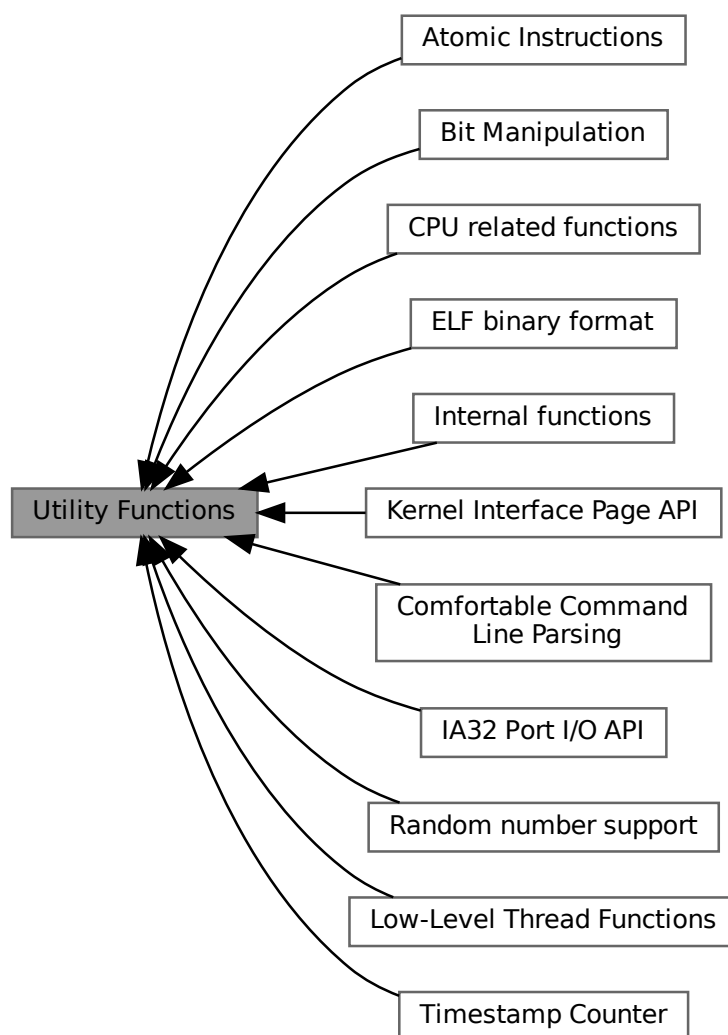 Atomic Instructions
Bit Manipulation
CPU related functions
ELF binary format
Internal functions
Utility Functions
Kernel Interface Page API
Comfortable Command
Line Parsing
IA32 Port I/O API
Random number support
Low-Level Thread Functions
Timestamp Counter